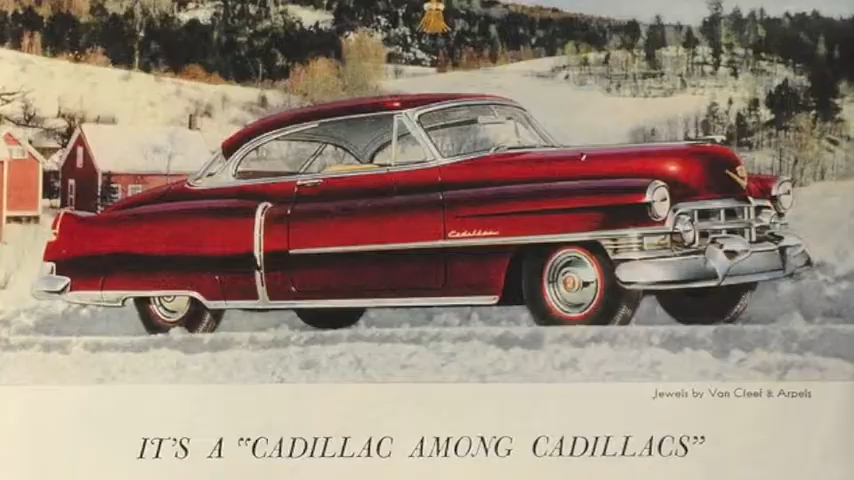 Cadillac
Jewels by Van Cleef & Arpels
IT'S A "CADILLAC AMONG CADILLACS"